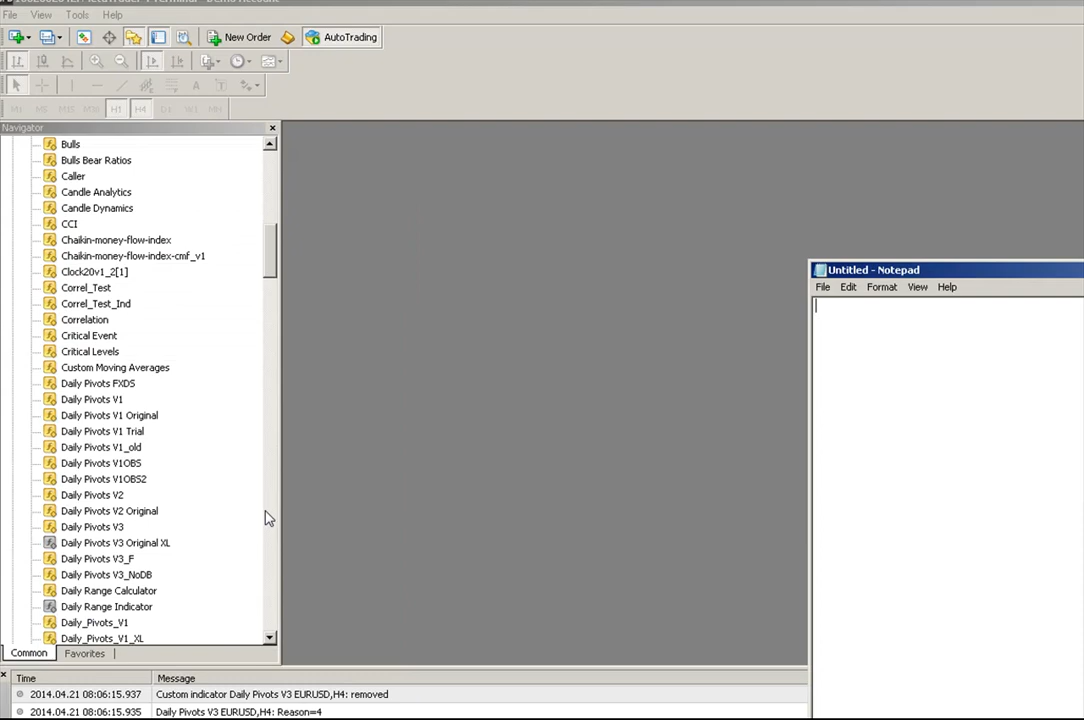 File View Tools Help
New Order AutoTrading
H1 H4
Navigator
Bulls
Bulls Bear Ratios
Caller
Candle Analytics
Candle Dynamics
CCI
Chaikin-money-flow-index
Chaikin-money-flow-index-cmf_v1
Clock20v1_2[1]
Correl_Test
Correl_Test_Ind
Correlation
Critical Event
Critical Levels
Custom Moving Averages
Daily Pivots FXDS
Daily Pivots V1
Daily Pivots V1 Original
Daily Pivots V1 Trial
Daily Pivots V1_old
Daily Pivots V1OBS
Daily Pivots V1OBS2
Daily Pivots V2
Daily Pivots V2 Original
Daily Pivots V3
Daily Pivots V3 Original XL
Daily Pivots V3_F
Daily Pivots V3_NoDB
Daily Range Calculator
Daily Range Indicator
Daily_Pivots_V1
Daily_Pivots_V1_XL
Common Favorites
Untitled - Notepad
File Edit Format View Help
Time Message
2014.04.21 08:06:15.937 Custom indicator Daily Pivots V3 EURUSD,H4: removed
2014.04.21 08:06:15.935 Daily Pivots V3 EURUSD,H4: Reason=4